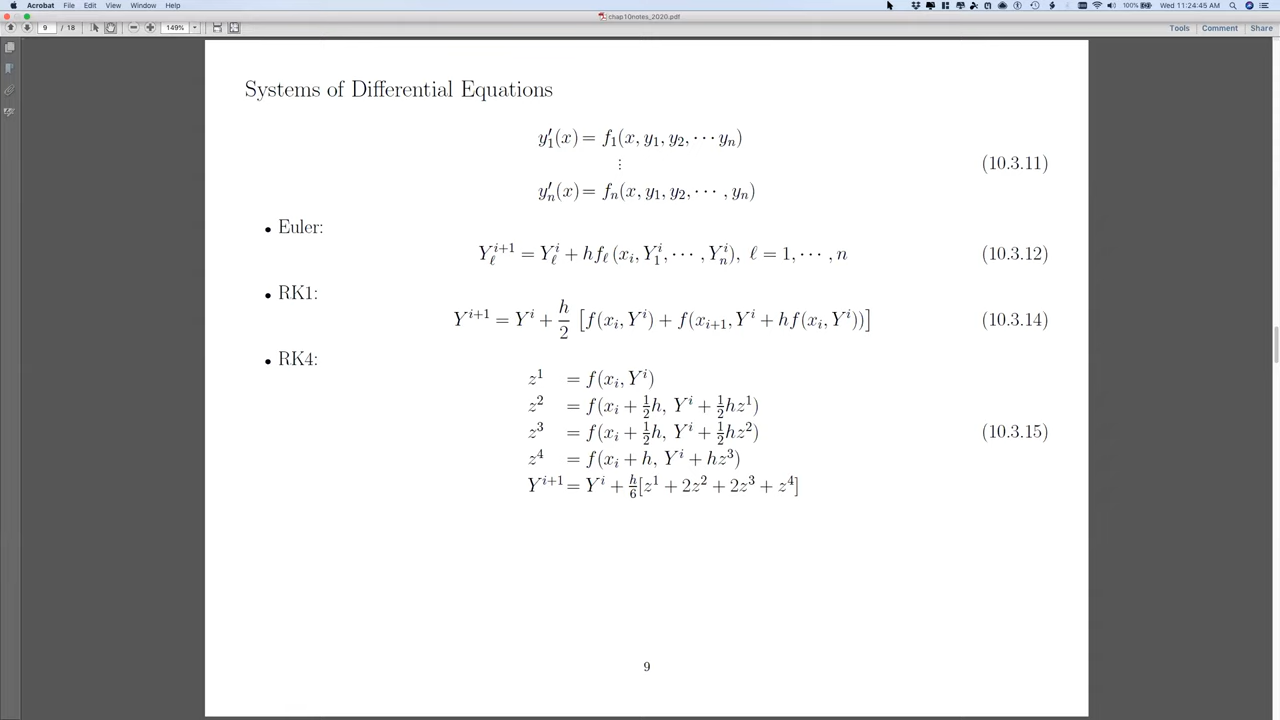 Acrobat File Edit View Window Help 100% Wed 11:24:45 AM
chap10notes_2020.pdf
9 / 18 149% Tools Comment Share
Systems of Differential Equations
y′₁(x) = f₁(x, y₁, y₂, ⋯ yₙ)
⋮ (10.3.11)
y′ₙ(x) = fₙ(x, y₁, y₂, ⋯ , yₙ)
• Euler:
Y_ℓ^{i+1} = Y_ℓ^i + hf_ℓ(x_i, Y_1^i, ⋯ , Y_n^i), ℓ = 1, ⋯ , n (10.3.12)
• RK1:
Y^{i+1} = Y^i + h/2 [f(x_i, Y^i) + f(x_{i+1}, Y^i + hf(x_i, Y^i))] (10.3.14)
• RK4:
z¹ = f(x_i, Y^i)
z² = f(x_i + ½h, Y^i + ½hz¹)
z³ = f(x_i + ½h, Y^i + ½hz²) (10.3.15)
z⁴ = f(x_i + h, Y^i + hz³)
Y^{i+1} = Y^i + h/6[z¹ + 2z² + 2z³ + z⁴]
9